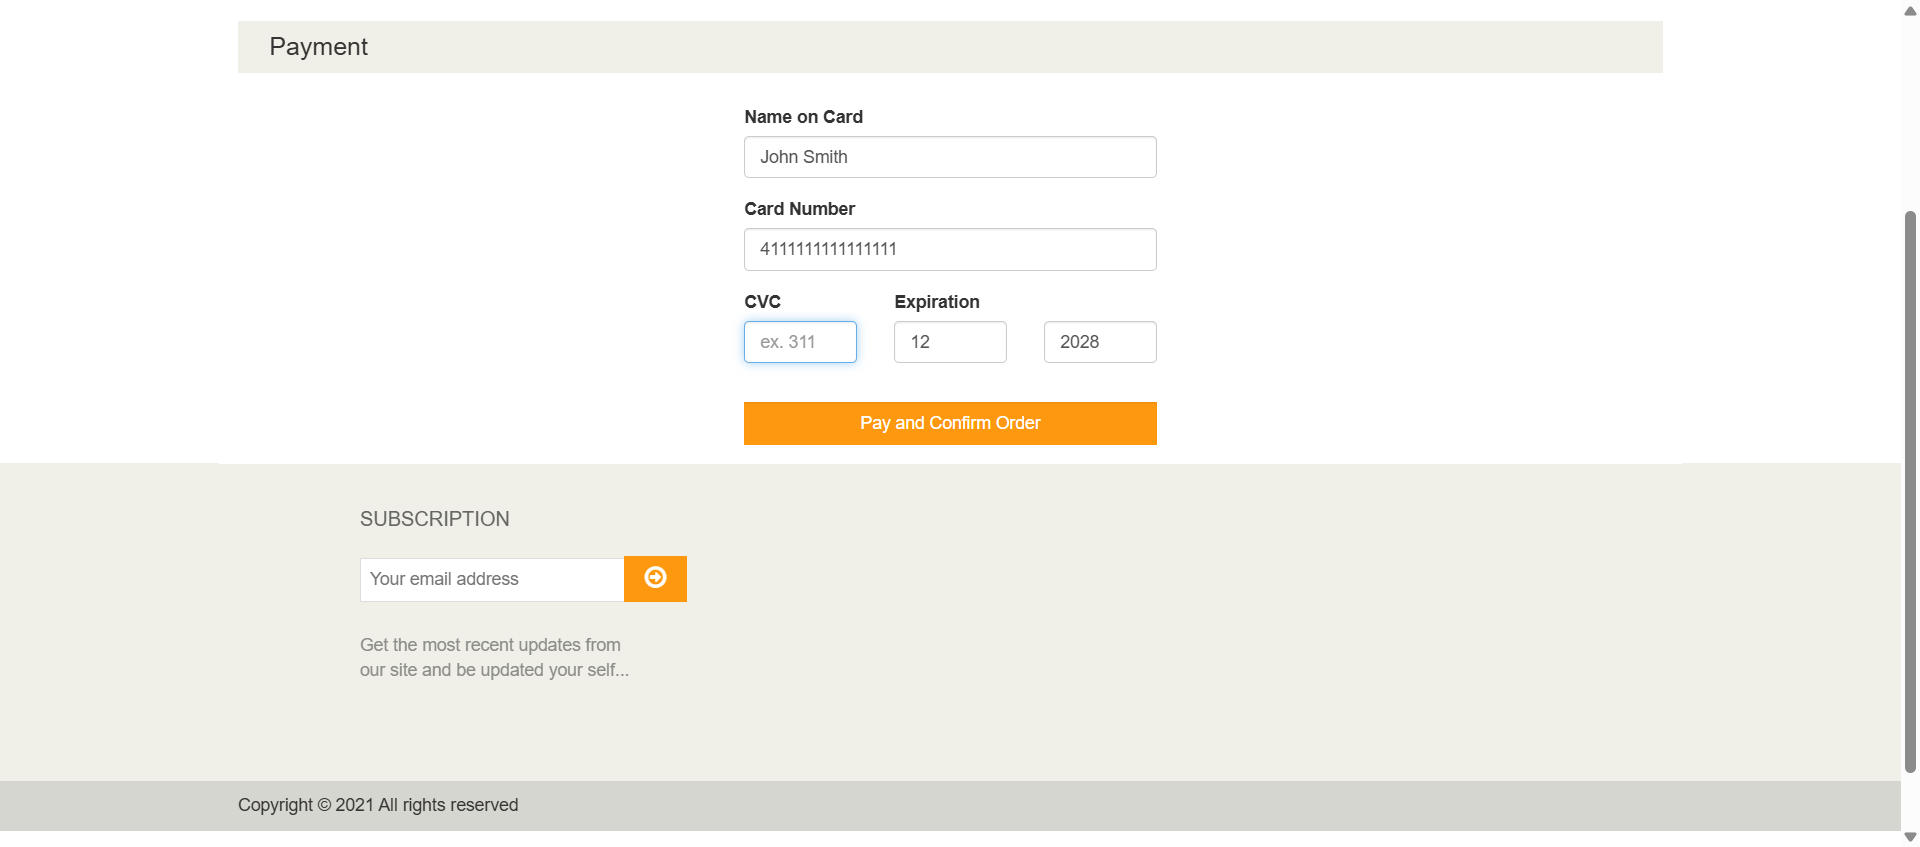 Payment
Name on Card
John Smith
Card Number
4111111111111111
CVC Expiration
ex. 311 12 2028
Pay and Confirm Order
SUBSCRIPTION
Your email address
Get the most recent updates from
our site and be updated your self...
Copyright © 2021 All rights reserved